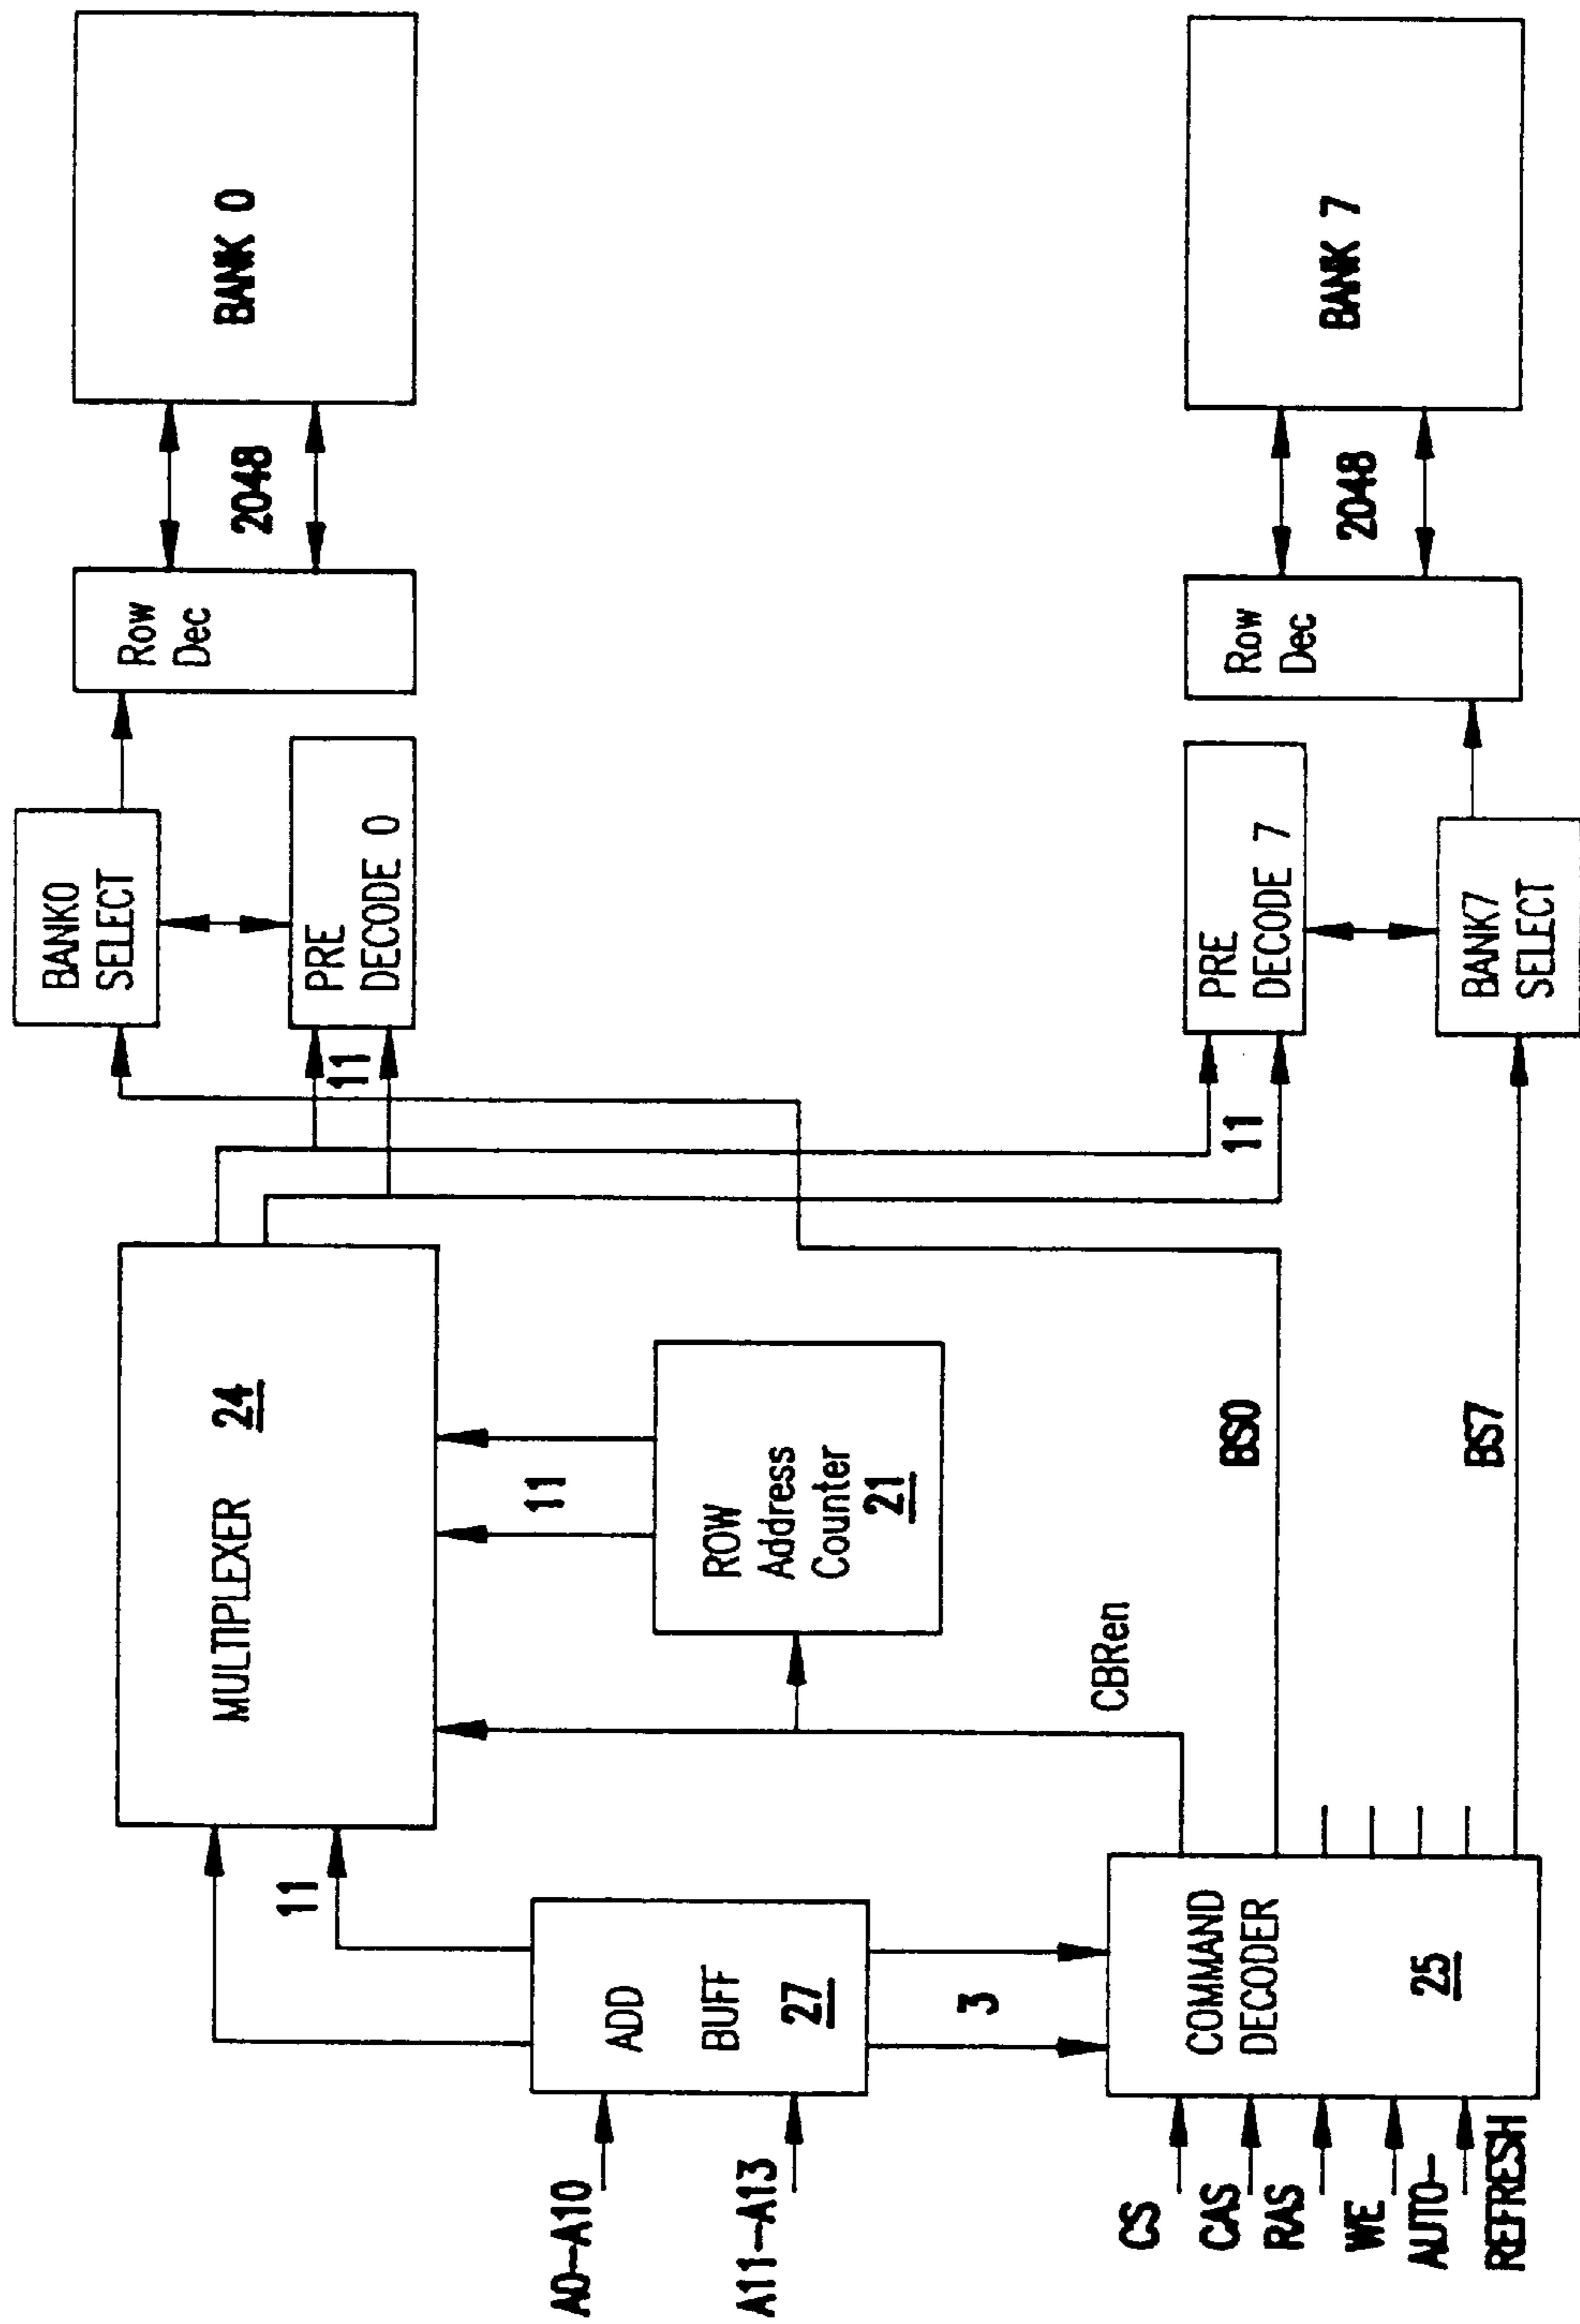 A0-A10
A11-A13
CS
CAS
RAS
WE
AUTO-
REFRESH
ADD
BUFF
27
3
COMMAND
DECODER
25
11
MULTIPLEXER
24
11
ROW
Address
Counter
21
CBRen
BS0
BS7
11
11
BANK0
SELECT
PRE
DECODE 0
PRE
DECODE 7
BANK7
SELECT
Row
Dec
Row
Dec
2048
2048
BANK 0
BANK 7